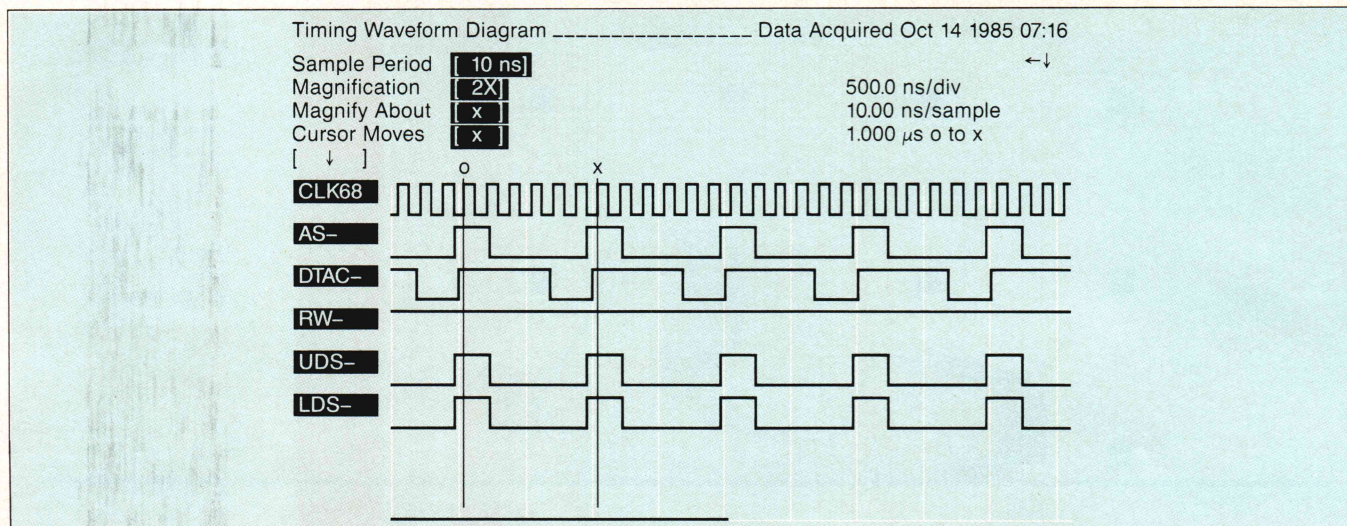 Timing Waveform Diagram _________________ Data Acquired Oct 14 1985 07:16
←↓
Sample Period [ 10 ns]
Magnification [ 2X] 500.0 ns/div
Magnify About [ x ] 10.00 ns/sample
Cursor Moves [ x ] 1.000 μs o to x
[ ↓ ]
o x
CLK68
AS–
DTAC–
RW–
UDS–
LDS–